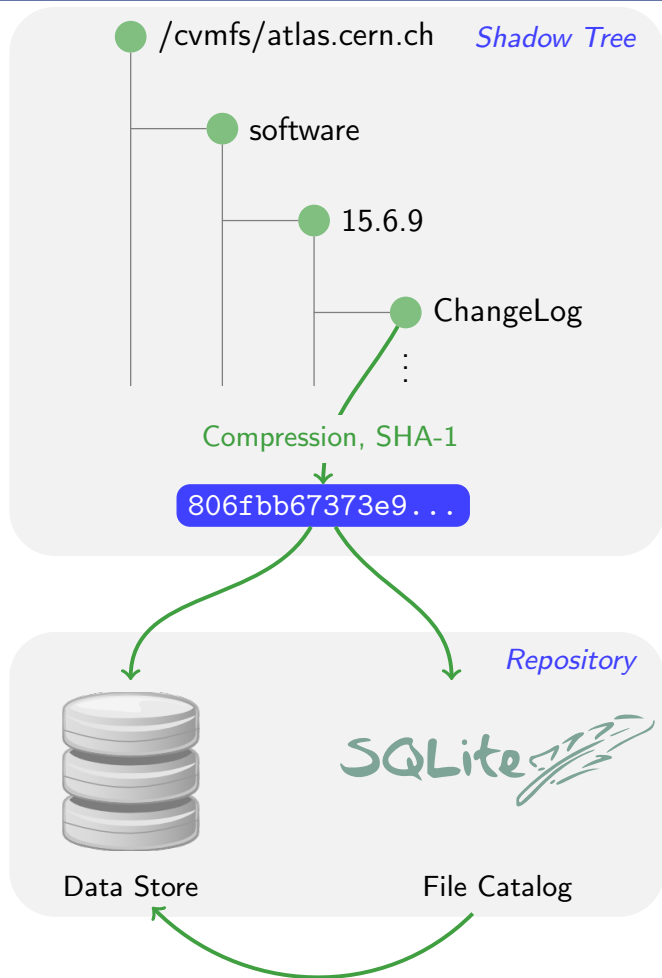 /cvmfs/atlas.cern.ch
Shadow Tree
software
15.6.9
ChangeLog
⋮
Compression, SHA-1
806fbb67373e9...
Repository
SQLite
Data Store
File Catalog